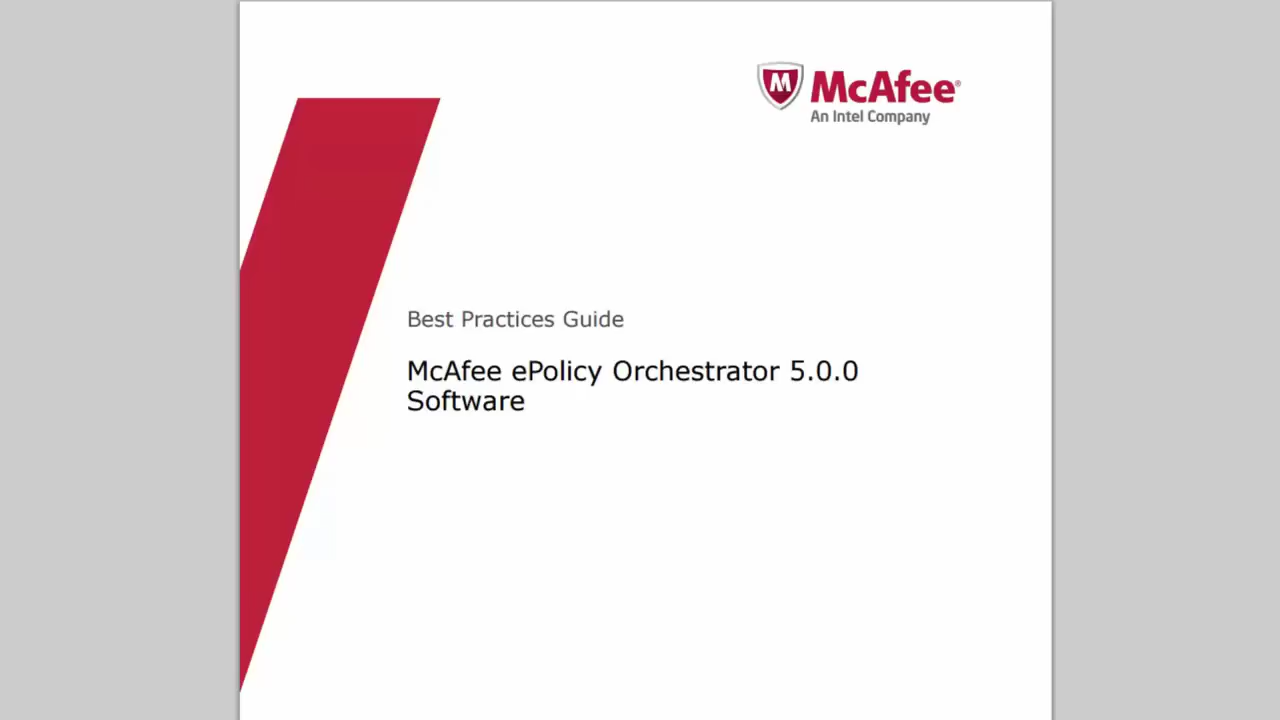 M McAfee®
An Intel Company
Best Practices Guide
McAfee ePolicy Orchestrator 5.0.0
Software